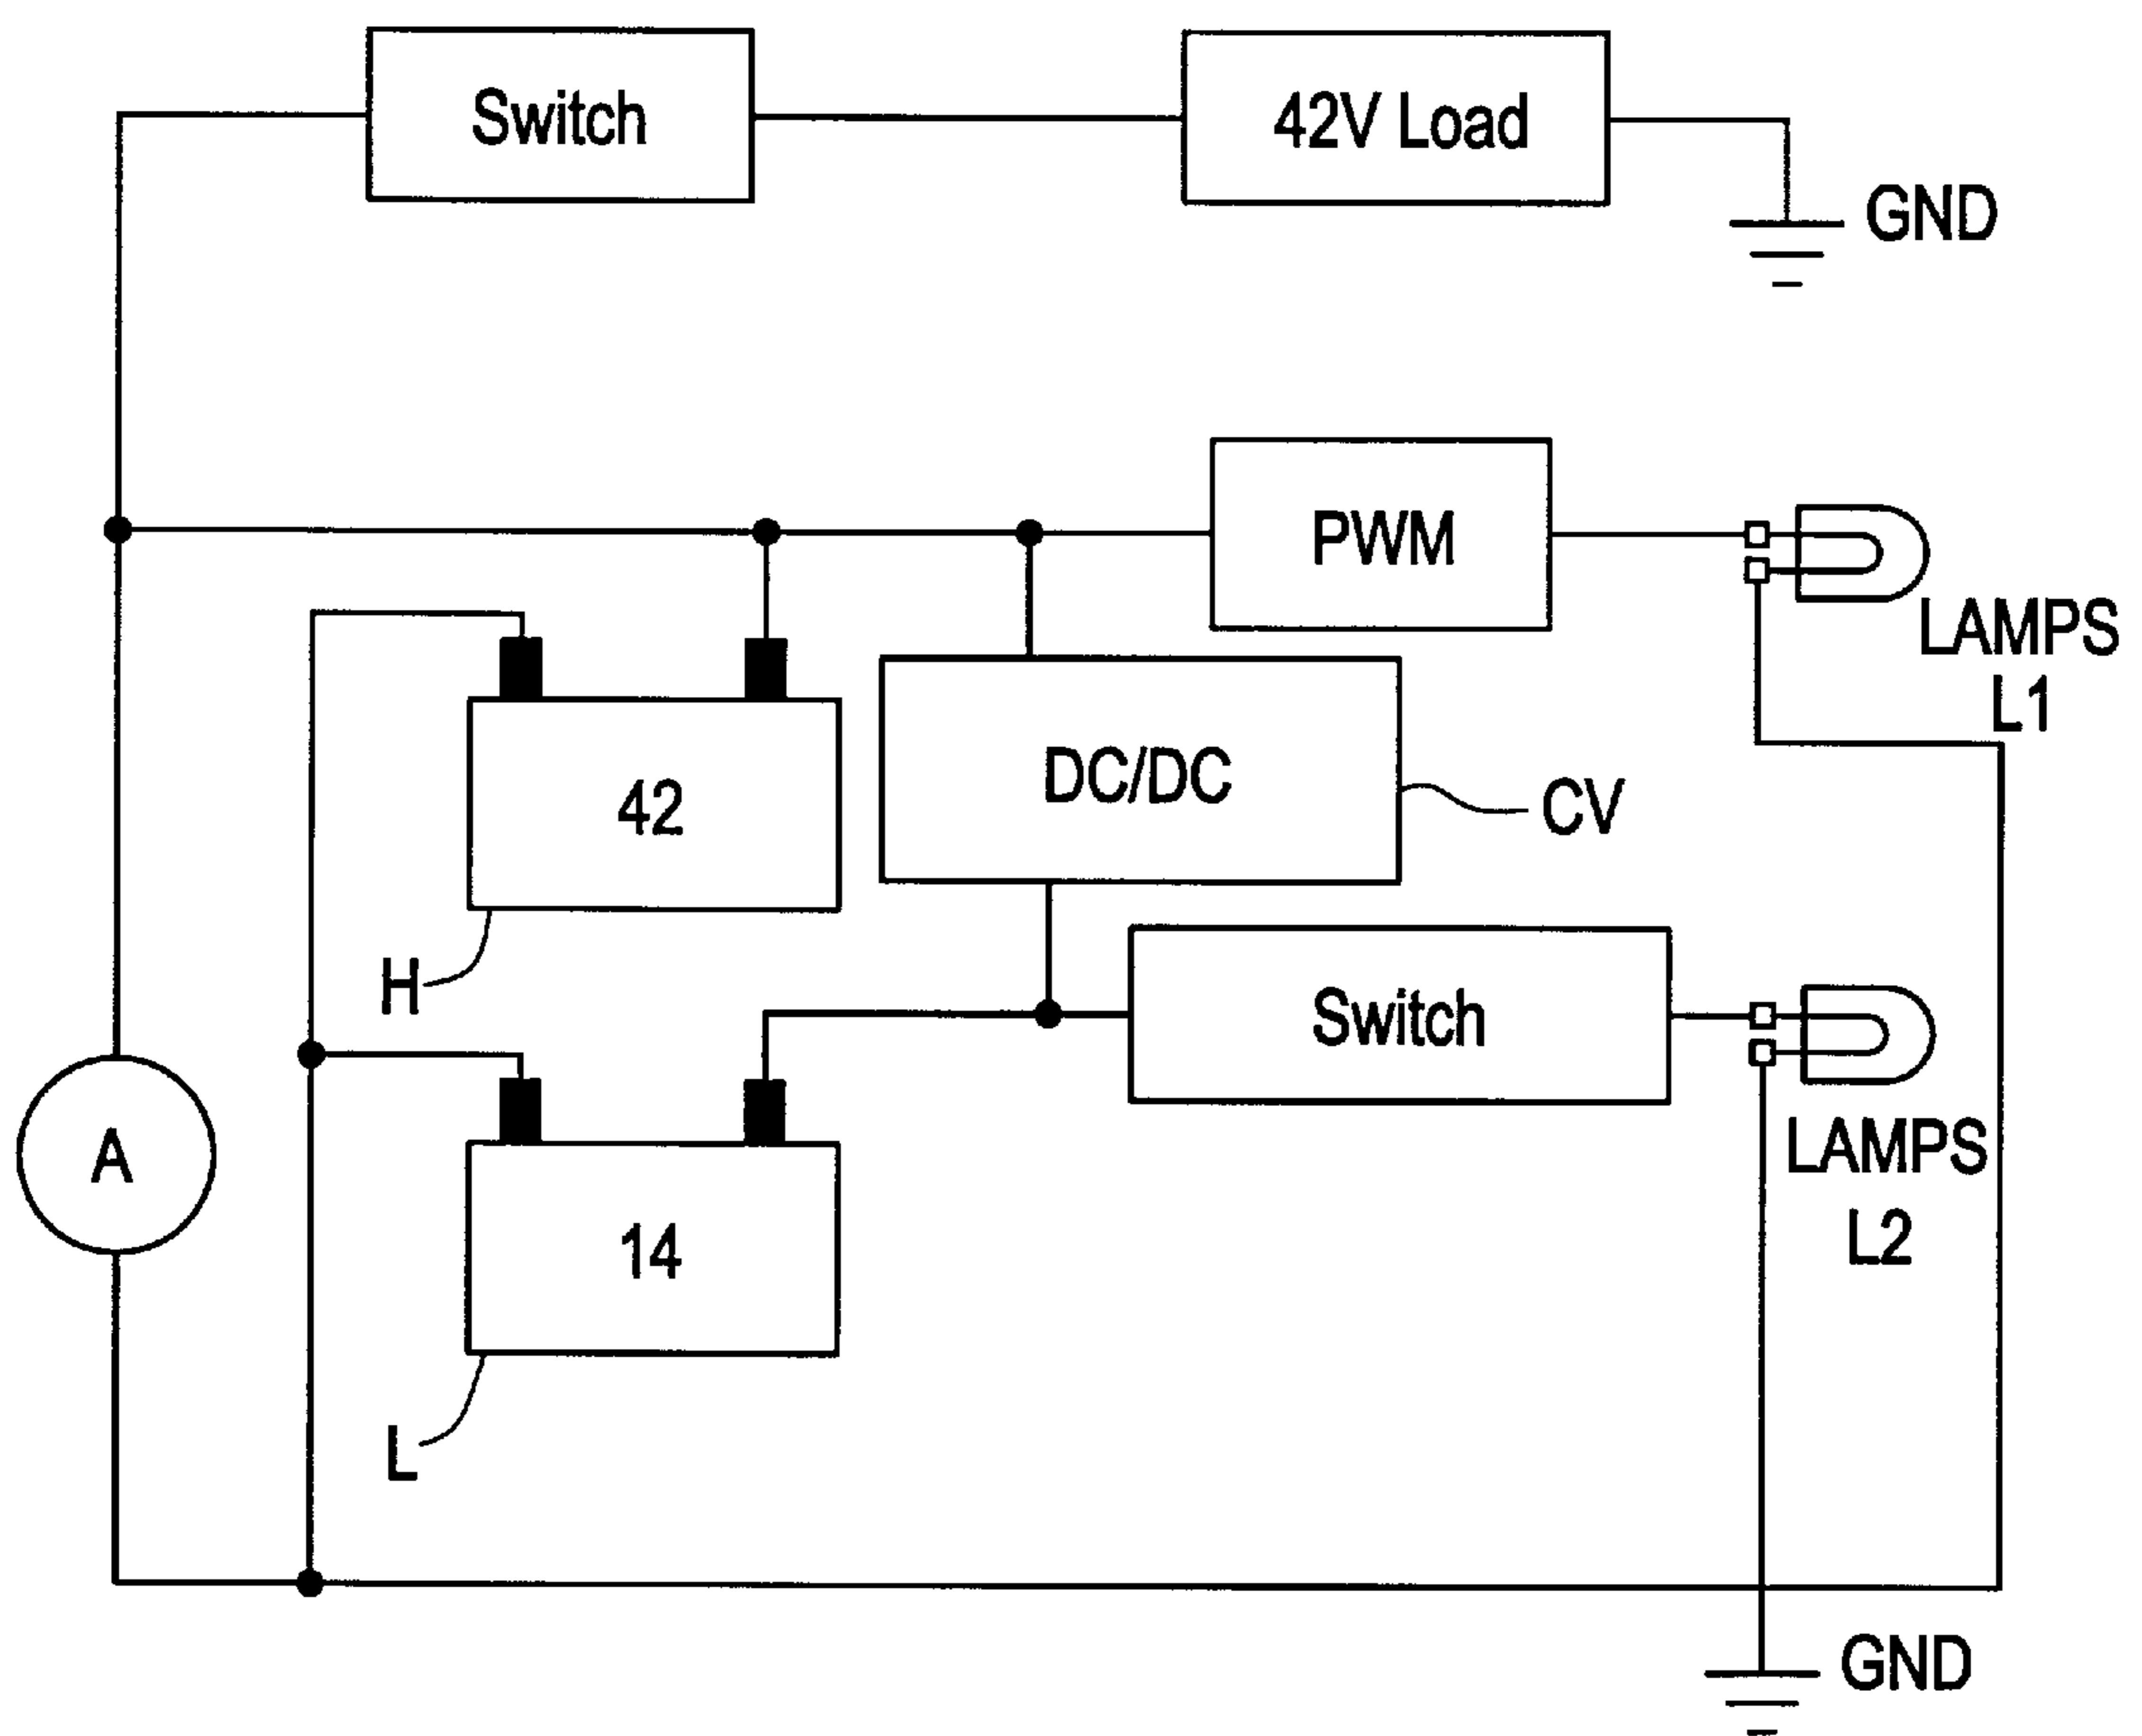 Switch
42V Load
GND
PWM
LAMPS
L1
42
DC/DC
CV
H
Switch
LAMPS
L2
A
14
L
GND